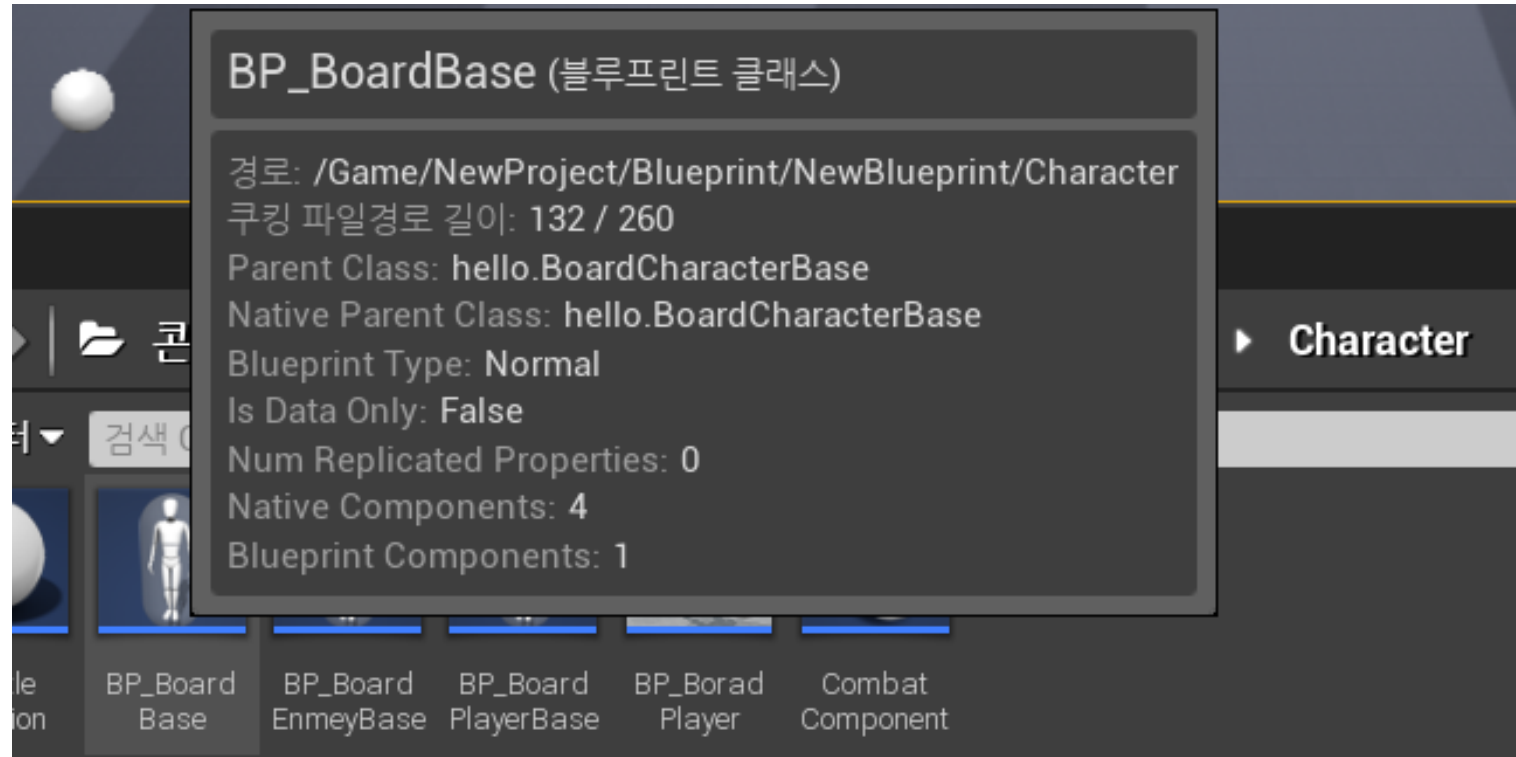 BP_BoardBase (블루프린트 클래스)
경로: /Game/NewProject/Blueprint/NewBlueprint/Character
쿠킹 파일경로 길이: 132 / 260
Parent Class: hello.BoardCharacterBase
Native Parent Class: hello.BoardCharacterBase
Blueprint Type: Normal
Is Data Only: False
Num Replicated Properties: 0
Native Components: 4
Blueprint Components: 1
Character
검색
BP_Board
Base
BP_Board
EnmeyBase
BP_Board
PlayerBase
BP_Borad
Player
Combat
Component